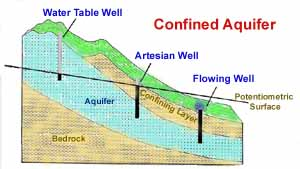 Water Table Well
Confined Aquifer
Artesian Well
Flowing Well
Potentiometric
Surface
Aquifer
Confining Layer
Bedrock